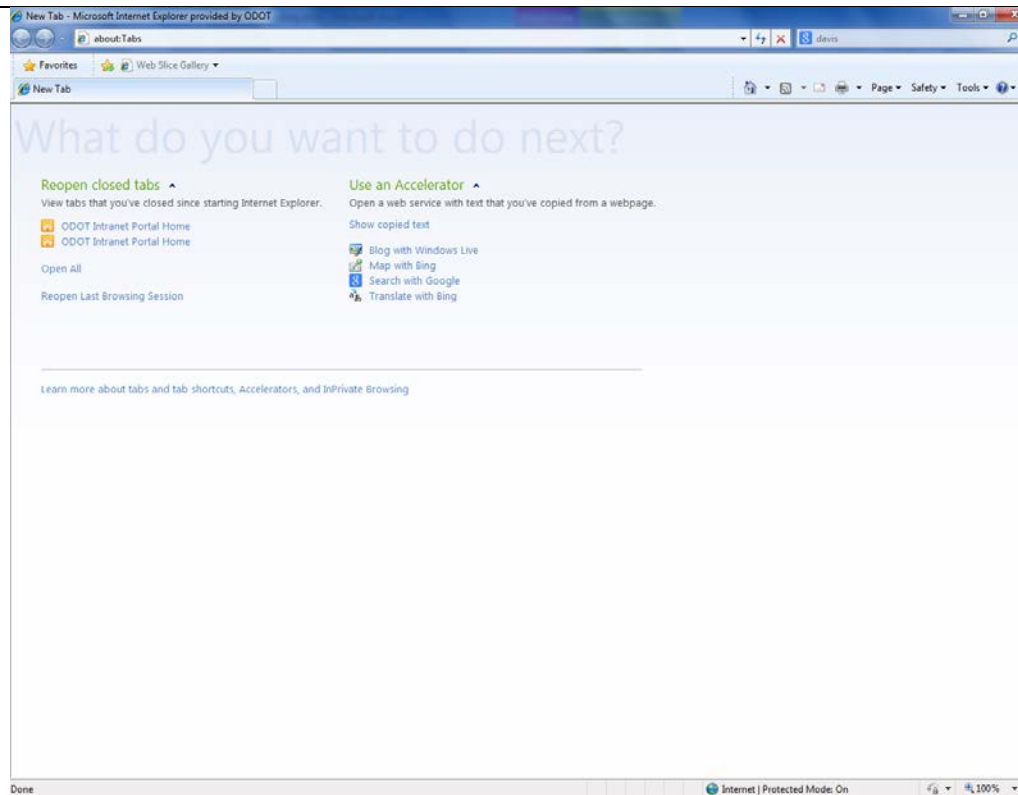 New Tab - Microsoft Internet Explorer provided by ODOT
about:Tabs
davis
Favorites Web Slice Gallery
New Tab
Page Safety Tools
What do you want to do next?
Reopen closed tabs
View tabs that you've closed since starting Internet Explorer.
ODOT Intranet Portal Home
ODOT Intranet Portal Home
Open All
Reopen Last Browsing Session
Use an Accelerator
Open a web service with text that you've copied from a webpage.
Show copied text
Blog with Windows Live
Map with Bing
Search with Google
Translate with Bing
Learn more about tabs and tab shortcuts, Accelerators, and InPrivate Browsing
Done
Internet | Protected Mode: On
100%